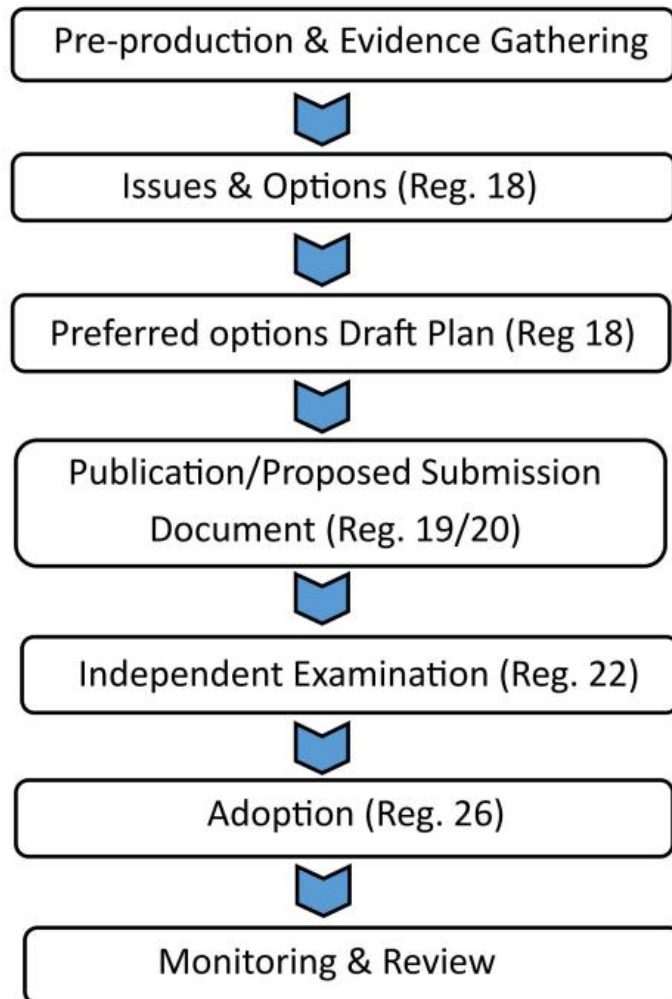 Pre-production & Evidence Gathering
Issues & Options (Reg. 18)
Preferred options Draft Plan (Reg 18)
Publication/Proposed Submission
Document (Reg. 19/20)
Independent Examination (Reg. 22)
Adoption (Reg. 26)
Monitoring & Review